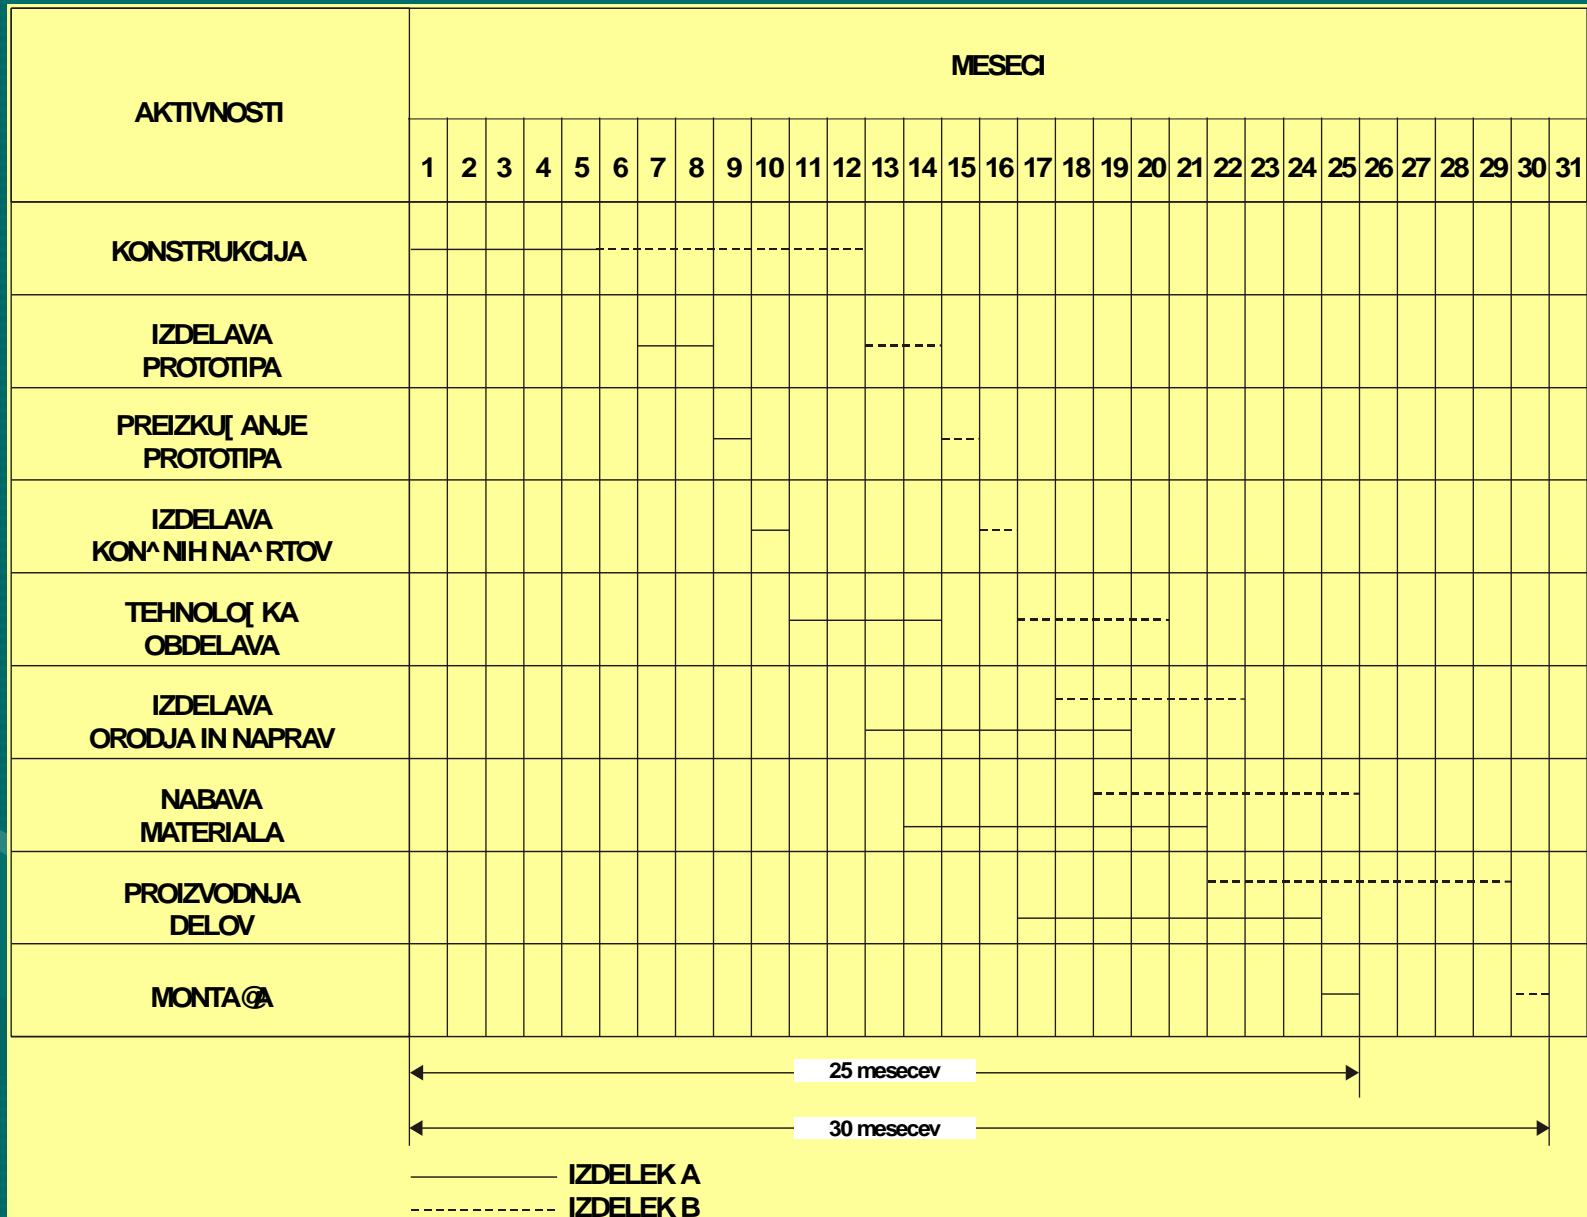 AKTIVNOSTI
MESECI
1 2 3 4 5 6 7 8 9 10 11 12 13 14 15 16 17 18 19 20 21 22 23 24 25 26 27 28 29 30 31
KONSTRUKCIJA
IZDELAVA
PROTOTIPA
PREIZKU[ ANJE
PROTOTIPA
IZDELAVA
KON^ NIH NA^ RTOV
TEHNOLO[ KA
OBDELAVA
IZDELAVA
ORODJA IN NAPRAV
NABAVA
MATERIALA
PROIZVODNJA
DELOV
MONTA@A
25 mesecev
30 mesecev
IZDELEK A
IZDELEK B